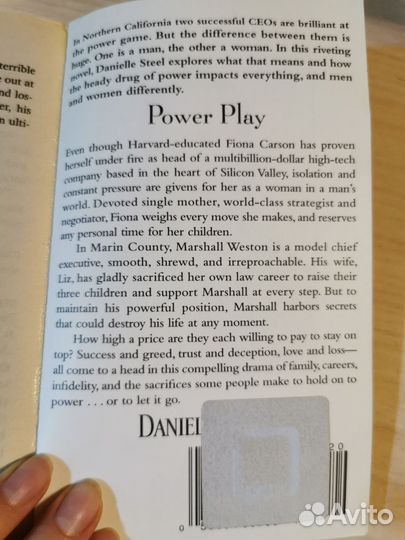 In Northern California two successful CEOs are brilliant at
the power game. But the difference between them is
huge. One is a man, the other a woman. In this riveting
novel, Danielle Steel explores what that means and how
the heady drug of power impacts everything, and men
and women differently.
Power Play
Even though Harvard-educated Fiona Carson has proven
herself under fire as head of a multibillion-dollar high-tech
company based in the heart of Silicon Valley, isolation and
constant pressure are givens for her as a woman in a man's
world. Devoted single mother, world-class strategist and
negotiator, Fiona weighs every move she makes, and reserves
any personal time for her children.
In Marin County, Marshall Weston is a model chief
executive, smooth, shrewd, and irreproachable. His wife,
Liz, has gladly sacrificed her own law career to raise their
three children and support Marshall at every step. But to
maintain his powerful position, Marshall harbors secrets
that could destroy his life at any moment.
How high a price are they each willing to pay to stay on
top? Success and greed, trust and deception, love and loss—
all come to a head in this compelling drama of family, careers,
infidelity, and the sacrifices some people make to hold on to
power . . . or to let it go.
DANIEL
20
0
terrible
e out at
nd los-
er, his
n ulti-
Avito